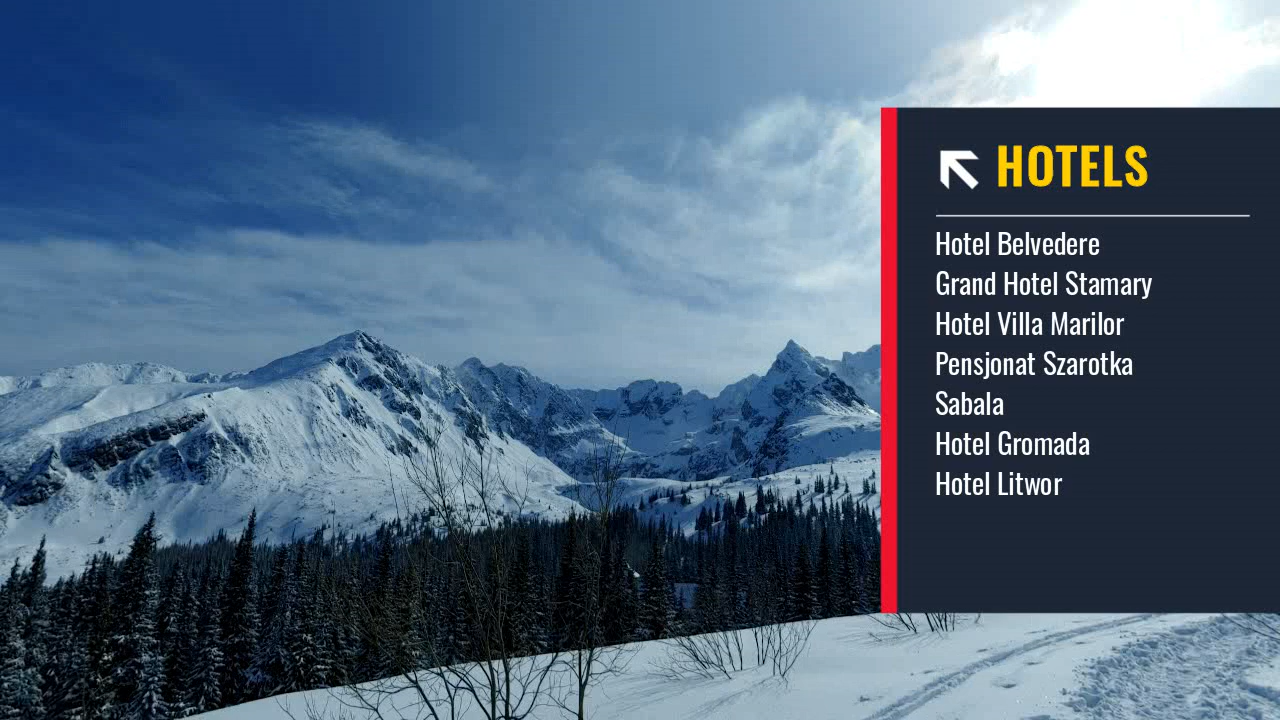 HOTELS
Hotel Belvedere
Grand Hotel Stamary
Hotel Villa Marilor
Pensjonat Szarotka
Sabala
Hotel Gromada
Hotel Litwor